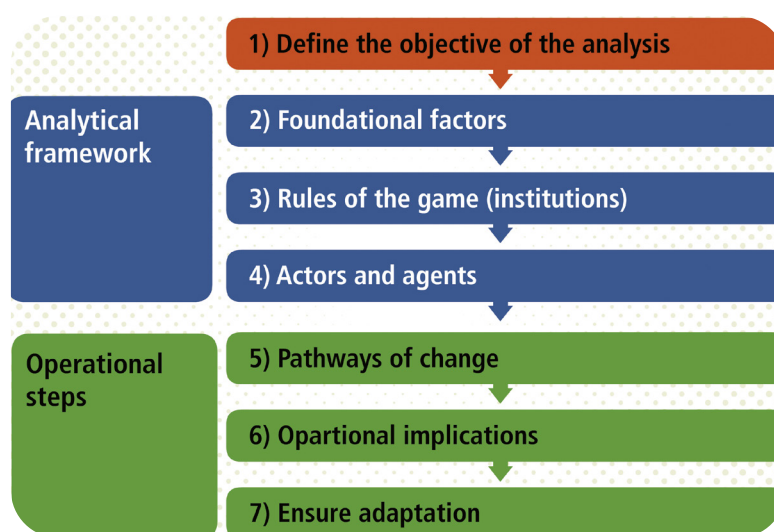 1) Define the objective of the analysis
Analytical
framework
2) Foundational factors
3) Rules of the game (institutions)
4) Actors and agents
Operational
steps
5) Pathways of change
6) Opartional implications
7) Ensure adaptation